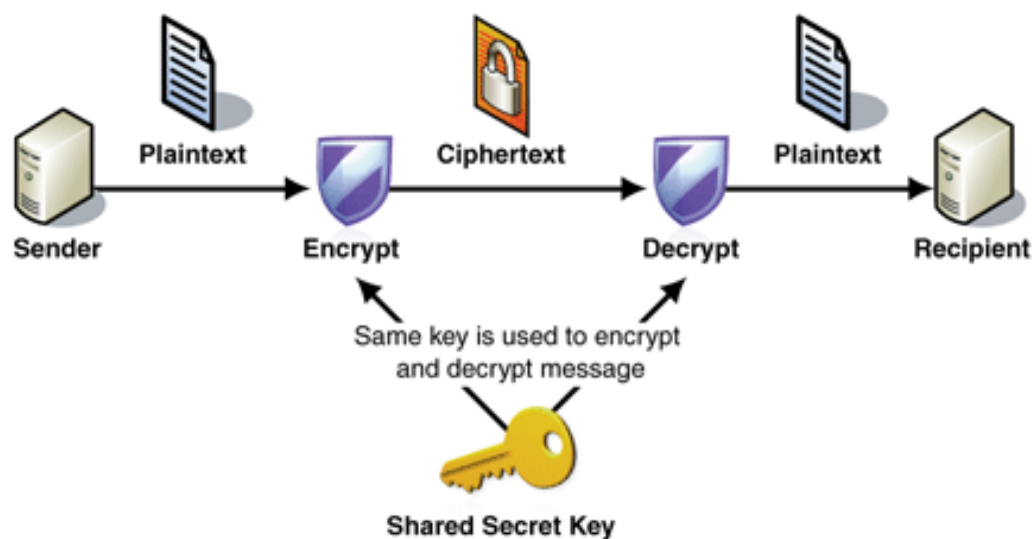 Plaintext
Ciphertext
Plaintext
Sender
Encrypt
Decrypt
Recipient
Same key is used to encrypt
and decrypt message
Shared Secret Key